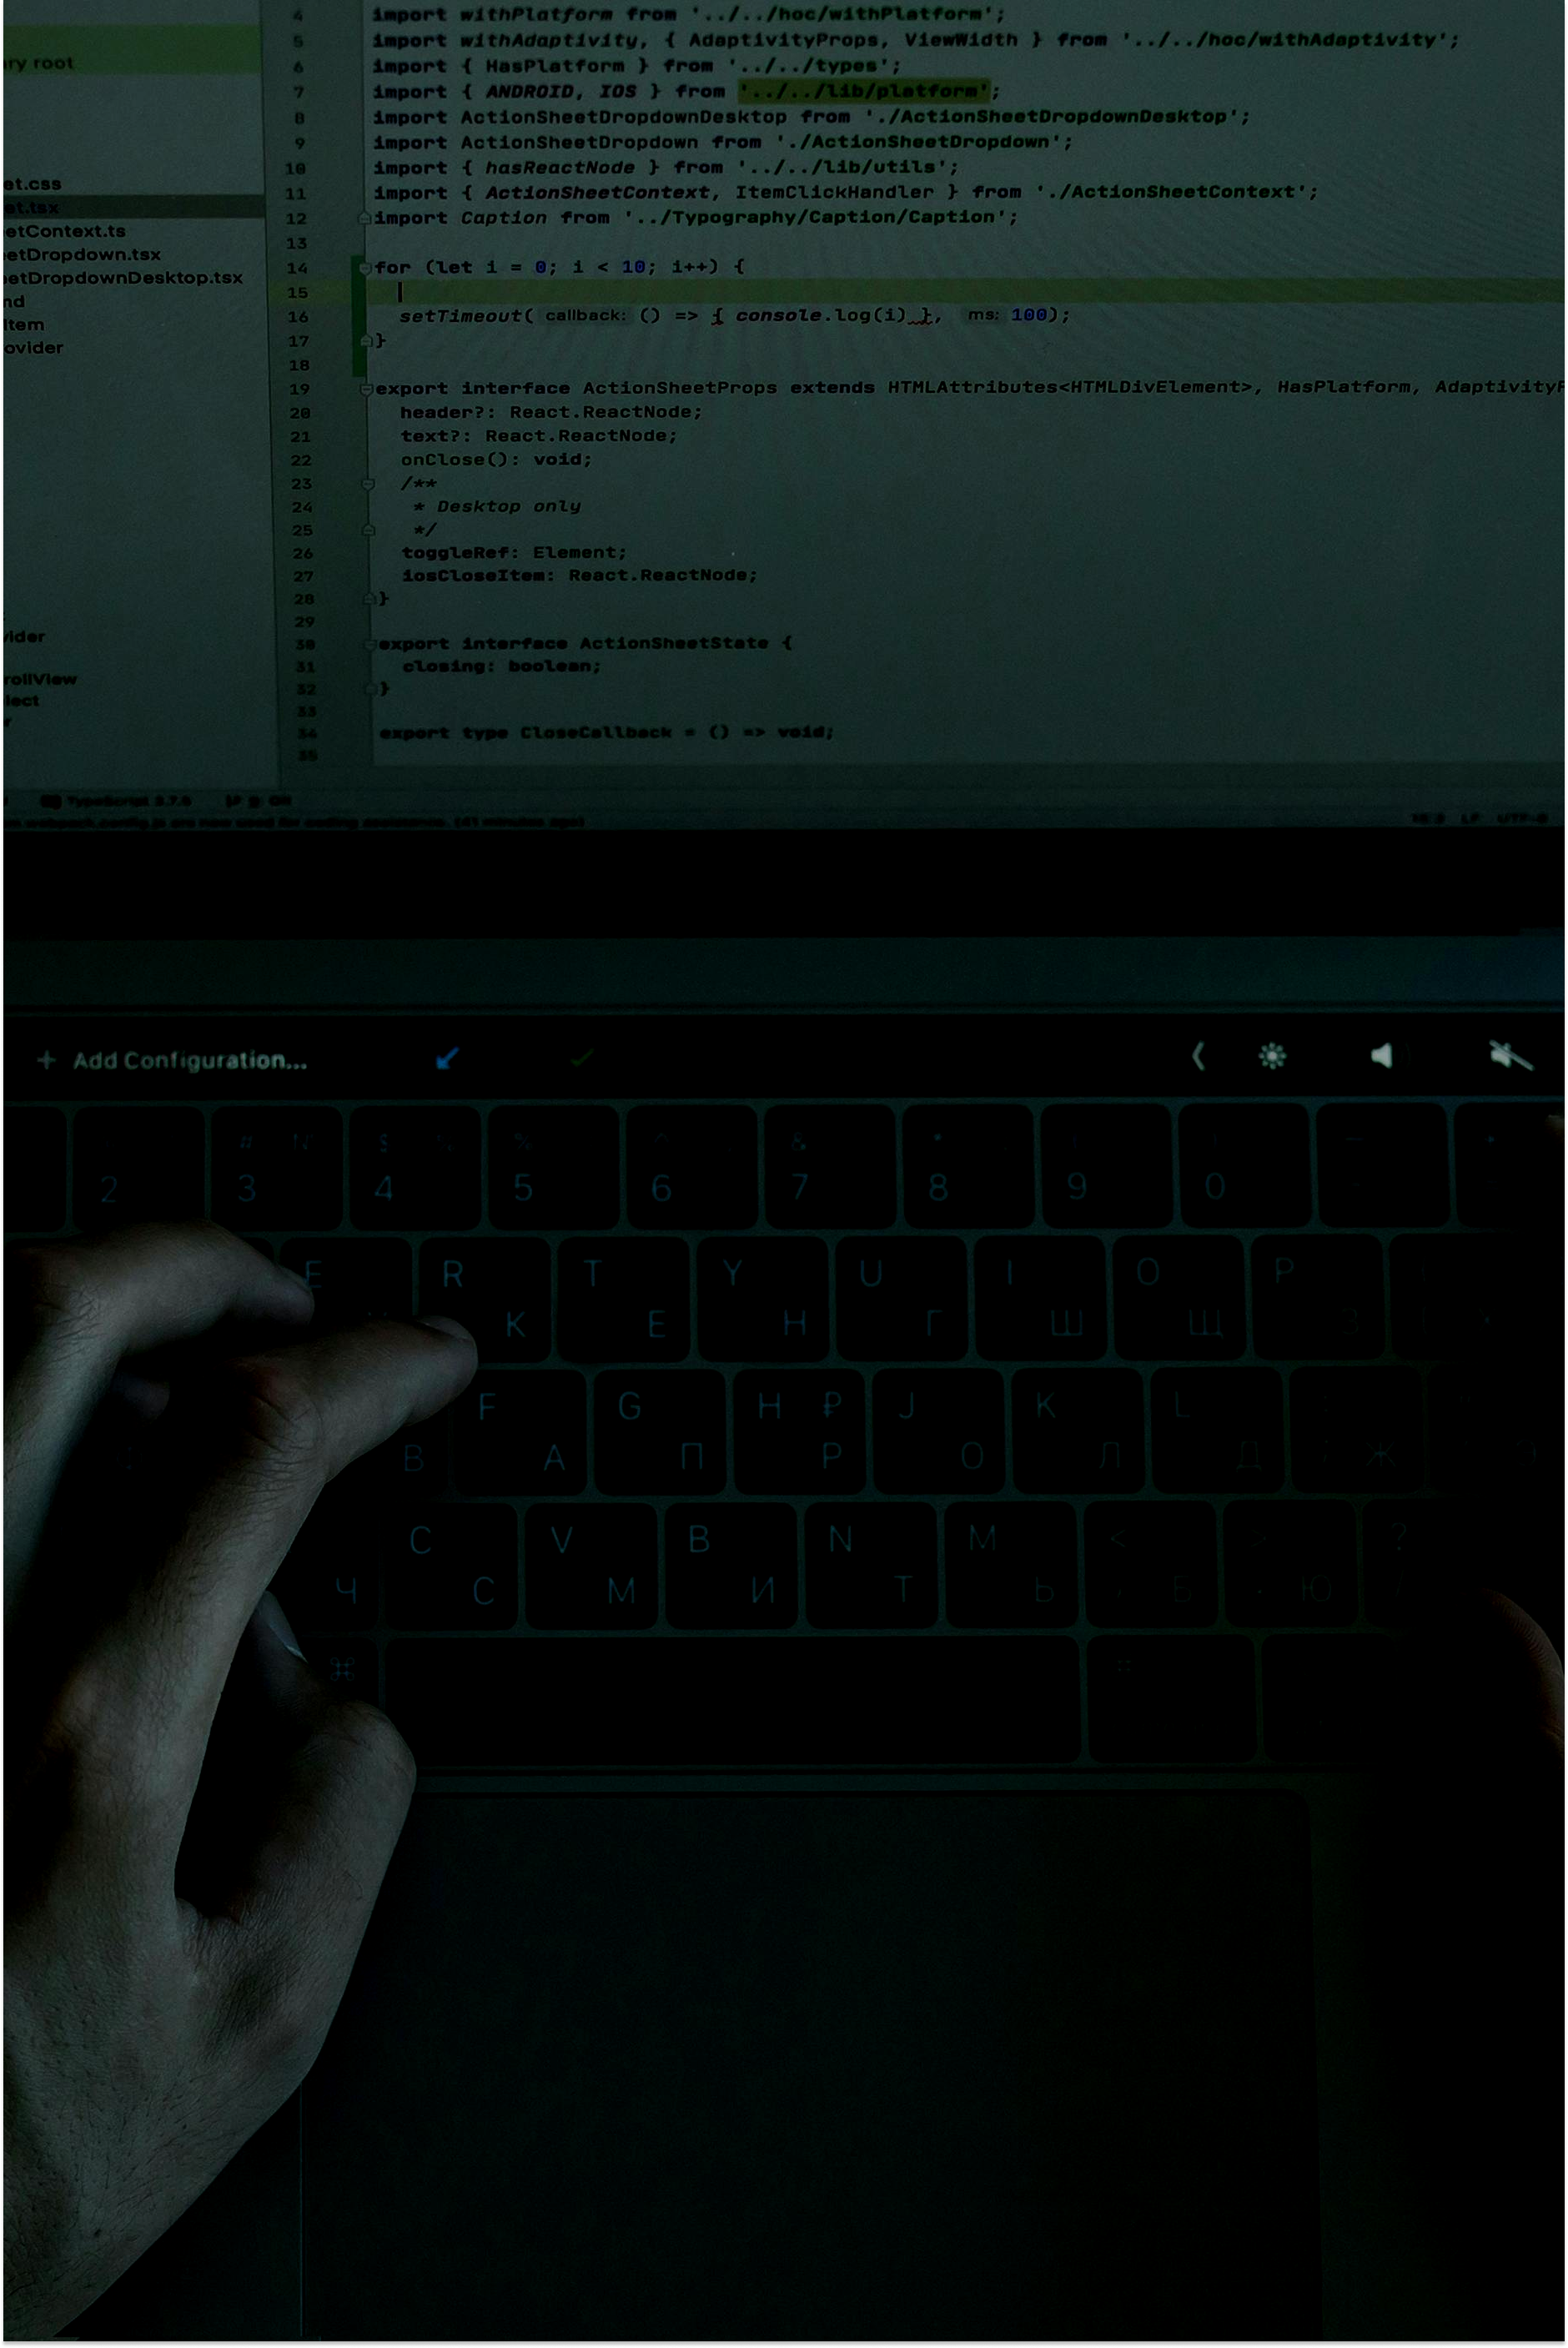 ary root
et.css
et.tsx
etContext.ts
eetDropdown.tsx
eetDropdownDesktop.tsx
nd
Item
ovider
vider
rollView
lect
r
4 import withPlatform from '../../hoc/withPlatform';
5 import withAdaptivity, { AdaptivityProps, ViewWidth } from '../../hoc/withAdaptivity';
6 import { HasPlatform } from '../../types';
7 import { ANDROID, IOS } from '../../lib/platform';
8 import ActionSheetDropdownDesktop from './ActionSheetDropdownDesktop';
9 import ActionSheetDropdown from './ActionSheetDropdown';
10 import { hasReactNode } from '../../lib/utils';
11 import { ActionSheetContext, ItemClickHandler } from './ActionSheetContext';
12 import Caption from '../Typography/Caption/Caption';
13
14 for (let i = 0; i < 10; i++) {
15
16 setTimeout( callback: () => { console.log(i) }, ms: 100);
17 }
18
19 export interface ActionSheetProps extends HTMLAttributes<HTMLDivElement>, HasPlatform, AdaptivityP
20 header?: React.ReactNode;
21 text?: React.ReactNode;
22 onClose(): void;
23 /**
24 * Desktop only
25 */
26 toggleRef: Element;
27 iosCloseItem: React.ReactNode;
28 }
29
30 export interface ActionSheetState {
31 closing: boolean;
32 }
33
34 export type CloseCallback = () => void;
35
TypeScript 3.7.5
LF UTF-8
+ Add Configuration...
# § % ^ & *
2 3 4 5 6 7 8 9 0
E R T Y U I O P
К Е Н Г Ш Щ З
F G H ₽ J K L
В А П Р О Л Д Ж Э
C V B N M < > ?
Ч С М И Т Ь Б Ю
⌘